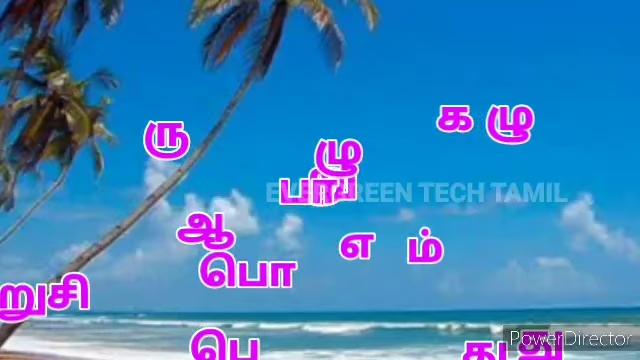 க ழு
ரு
ழு
EVERGREEN TECH TAMIL
ஆ
எ ம்
பொ
றுசி
பெ
PowerDirector